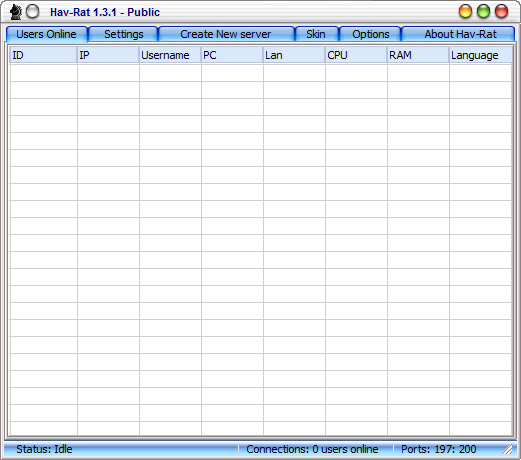 Hav-Rat 1.3.1 - Public
Users Online Settings Create New server Skin Options About Hav-Rat
ID IP Username PC Lan CPU RAM Language
Status: Idle Connections: 0 users online Ports: 197: 200